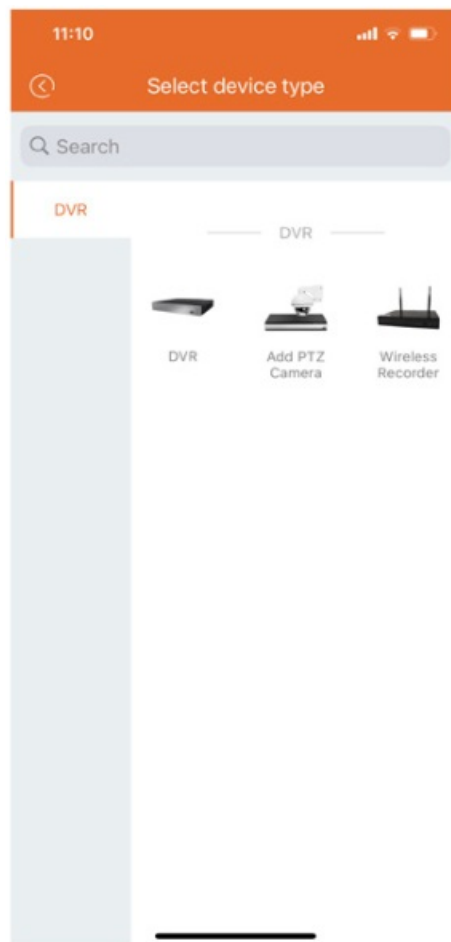 11:10
Select device type
Search
DVR
DVR
DVR
Add PTZ
Camera
Wireless
Recorder